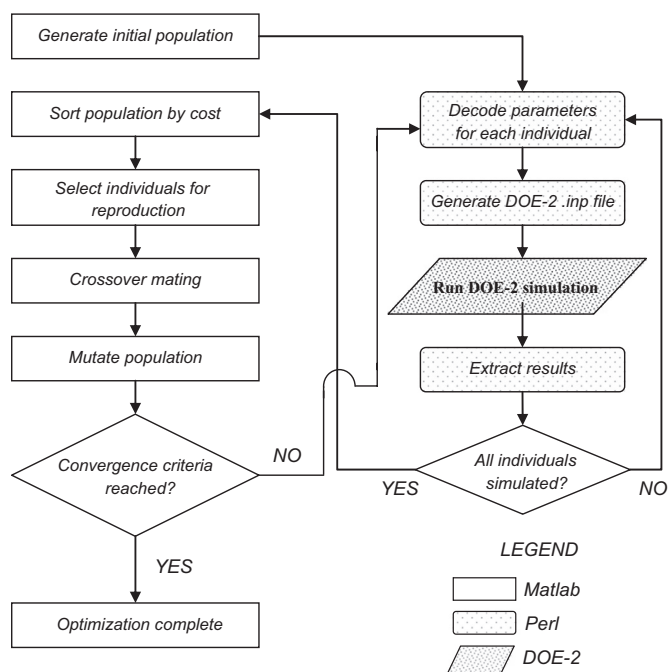 Generate initial population
Sort population by cost
Select individuals for
reproduction
Crossover mating
Mutate population
Convergence criteria
reached?
NO
YES
Optimization complete
Decode parameters
for each individual
Generate DOE-2 .inp file
Run DOE-2 simulation
Extract results
All individuals
simulated?
YES
NO
LEGEND
Matlab
Perl
DOE-2